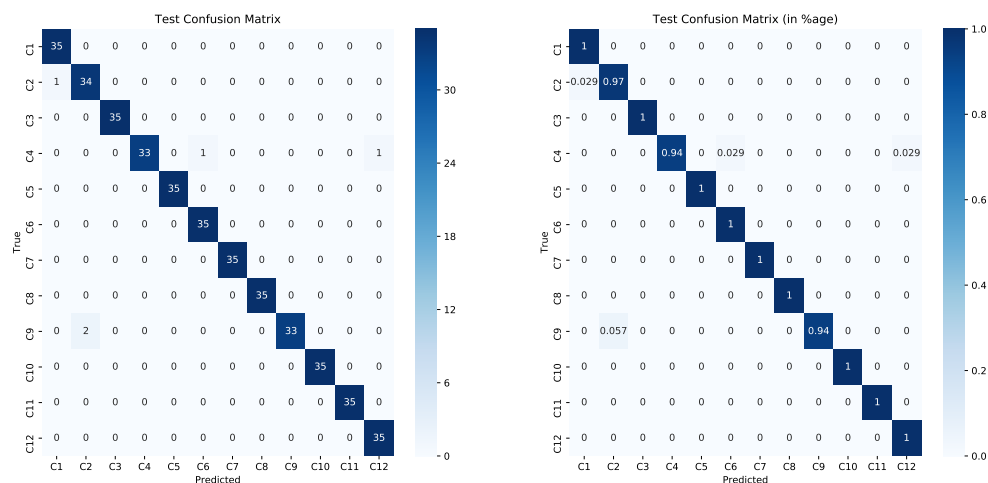 Test Confusion Matrix
C1 35 0 0 0 0 0 0 0 0 0 0 0
C2 1 34 0 0 0 0 0 0 0 0 0 0
C3 0 0 35 0 0 0 0 0 0 0 0 0
C4 0 0 0 33 0 1 0 0 0 0 0 1
C5 0 0 0 0 35 0 0 0 0 0 0 0
C6 0 0 0 0 0 35 0 0 0 0 0 0
C7 0 0 0 0 0 0 35 0 0 0 0 0
C8 0 0 0 0 0 0 0 35 0 0 0 0
C9 0 2 0 0 0 0 0 0 33 0 0 0
C10 0 0 0 0 0 0 0 0 0 35 0 0
C11 0 0 0 0 0 0 0 0 0 0 35 0
C12 0 0 0 0 0 0 0 0 0 0 0 35
True
C1 C2 C3 C4 C5 C6 C7 C8 C9 C10 C11 C12
Predicted
30
24
18
12
6
0
Test Confusion Matrix (in %age)
C1 1 0 0 0 0 0 0 0 0 0 0 0
C2 0.029 0.97 0 0 0 0 0 0 0 0 0 0
C3 0 0 1 0 0 0 0 0 0 0 0 0
C4 0 0 0 0.94 0 0.029 0 0 0 0 0 0.029
C5 0 0 0 0 1 0 0 0 0 0 0 0
C6 0 0 0 0 0 1 0 0 0 0 0 0
C7 0 0 0 0 0 0 1 0 0 0 0 0
C8 0 0 0 0 0 0 0 1 0 0 0 0
C9 0 0.057 0 0 0 0 0 0 0.94 0 0 0
C10 0 0 0 0 0 0 0 0 0 1 0 0
C11 0 0 0 0 0 0 0 0 0 0 1 0
C12 0 0 0 0 0 0 0 0 0 0 0 1
True
C1 C2 C3 C4 C5 C6 C7 C8 C9 C10 C11 C12
Predicted
1.0
0.8
0.6
0.4
0.2
0.0